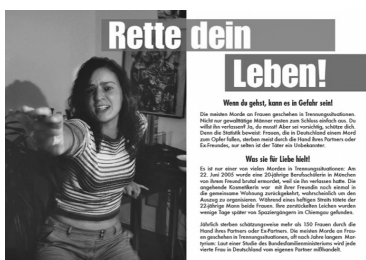 Rette dein
Leben!
Wenn du gehst, kann es in Gefahr sein!
Die meisten Morde an Frauen geschehen in Trennungssituationen.
Nicht nur gewalttätige Männer rasten zum Schluss einfach aus. Du
willst ihn verlassen? Ja, du musst! Aber sei vorsichtig, schütze dich.
Denn die Statistik beweist: Frauen, die in Deutschland einem Mord
zum Opfer fallen, sterben meist durch die Hand ihres Partners oder
Ex-Freundes, nur selten ist der Täter ein Unbekannter.
Was sie für Liebe hielt!
Es ist nur einer von vielen Morden in Trennungssituationen: Am
22. Juni 2005 wurde eine 20-jährige Berufsschülerin in München
von ihrem Freund brutal ermordet, weil sie ihn verlassen hatte. Die
angehende Kosmetikerin war mit ihrer Freundin noch einmal in
die gemeinsame Wohnung zurückgekehrt, wahrscheinlich um den
Auszug zu organisieren. Während eines heftigen Streits tötete der
22-jährige Mann beide Frauen. Ihre zerstückelten Leichen wurden
wenige Tage später von Spaziergängern im Chiemgau gefunden.
Jährlich sterben schätzungsweise mehr als 150 Frauen durch die
Hand ihres Partners oder Ex-Partners. Die meisten Morde an Frau-
en geschehen in Trennungssituationen, oft nach Jahre langem Mar-
tyrium. Laut einer Studie des Bundesfamilienministeriums wird jede
vierte Frau in Deutschland vom eigenen Partner mißhandelt.